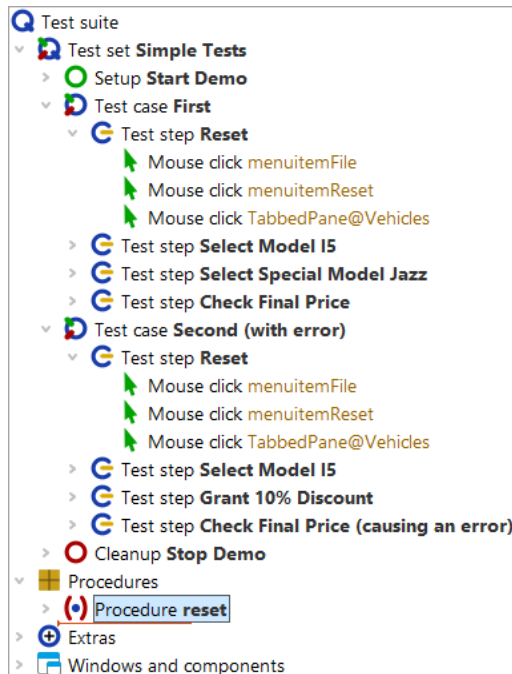 Test suite
Test set Simple Tests
Setup Start Demo
Test case First
Test step Reset
Mouse click menuitemFile
Mouse click menuitemReset
Mouse click TabbedPane@Vehicles
Test step Select Model I5
Test step Select Special Model Jazz
Test step Check Final Price
Test case Second (with error)
Test step Reset
Mouse click menuitemFile
Mouse click menuitemReset
Mouse click TabbedPane@Vehicles
Test step Select Model I5
Test step Grant 10% Discount
Test step Check Final Price (causing an error)
Cleanup Stop Demo
Procedures
Procedure reset
Extras
Windows and components